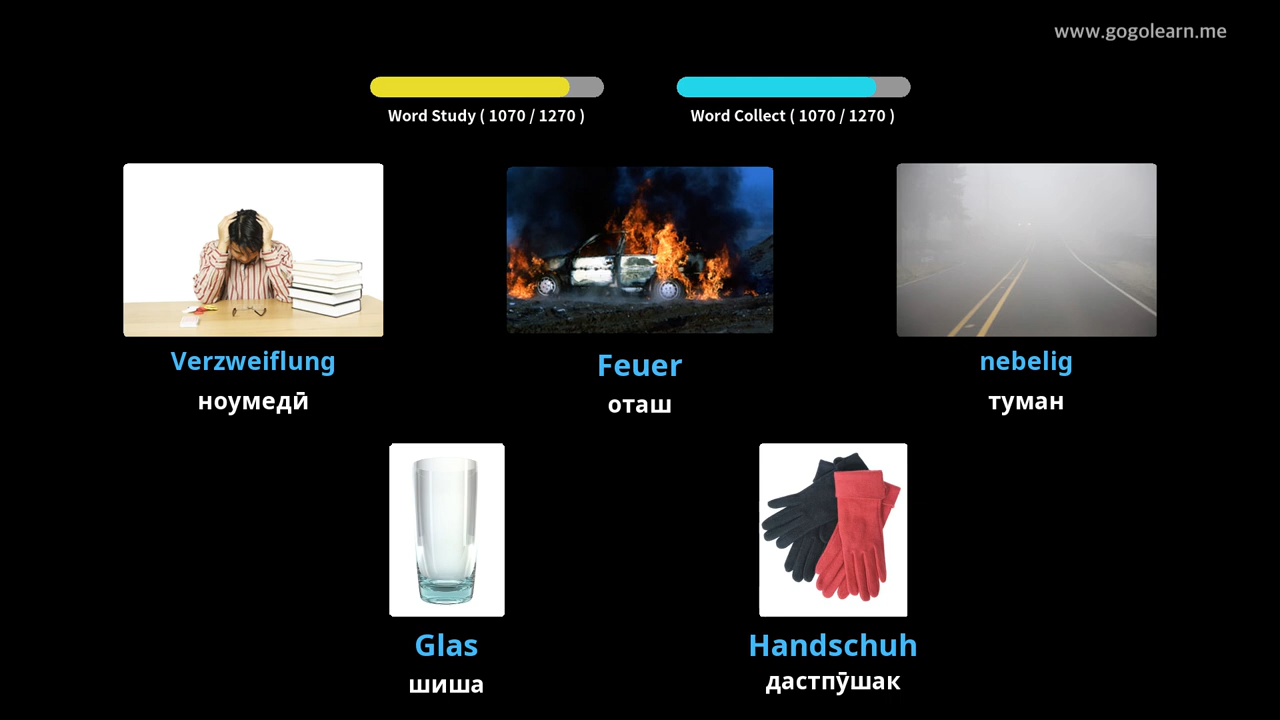 www.gogolearn.me
Word Study ( 1070 / 1270 )
Word Collect ( 1070 / 1270 )
Verzweiflung
ноумедӣ
Feuer
оташ
nebelig
туман
Glas
шиша
Handschuh
дастпӯшак